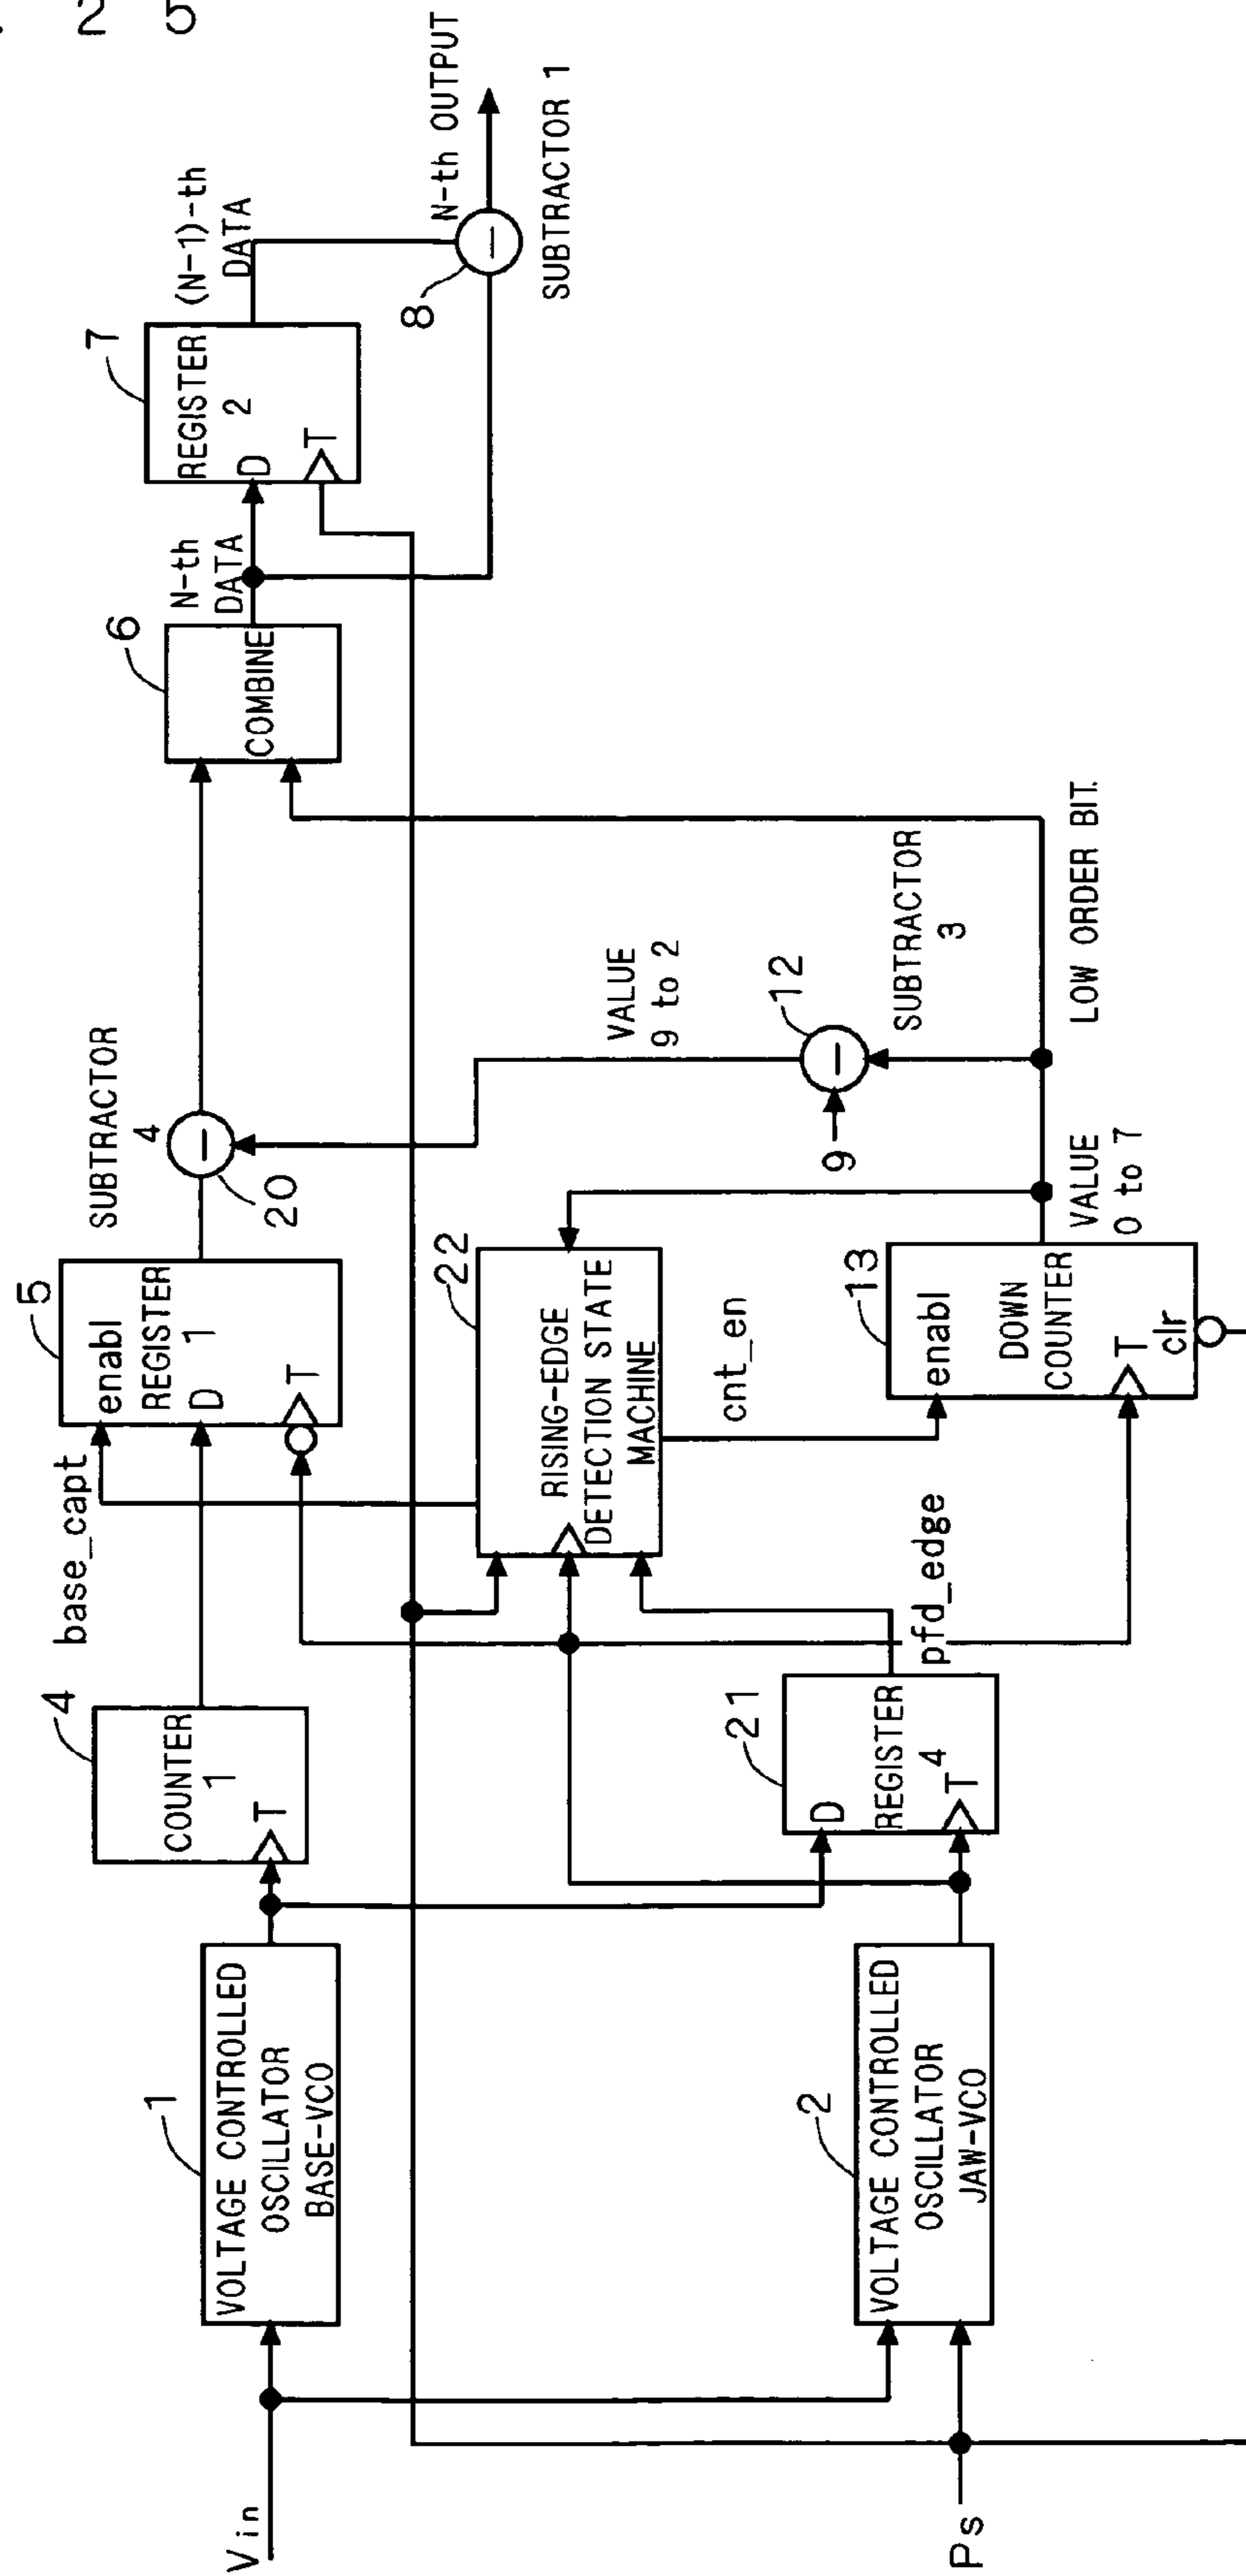 . 2 5
Vin
Ps
1
VOLTAGE CONTROLLED
OSCILLATOR
BASE-VCO
2
VOLTAGE CONTROLLED
OSCILLATOR
JAW-VCO
4
COUNTER
1
T
21
D
REGISTER
4
T
base_capt
pfd_edge
5
enabl
REGISTER
1
D
T
22
RISING-EDGE
DETECTION STATE
MACHINE
cnt_en
13
enabl
DOWN
COUNTER
T
clr
SUBTRACTOR
4
20
VALUE
0 to 7
9
12
VALUE
9 to 2
SUBTRACTOR
3
LOW ORDER BIT.
6
COMBINE
N-th
DATA
7
REGISTER
2
D
T
(N-1)-th
DATA
8
N-th OUTPUT
SUBTRACTOR 1